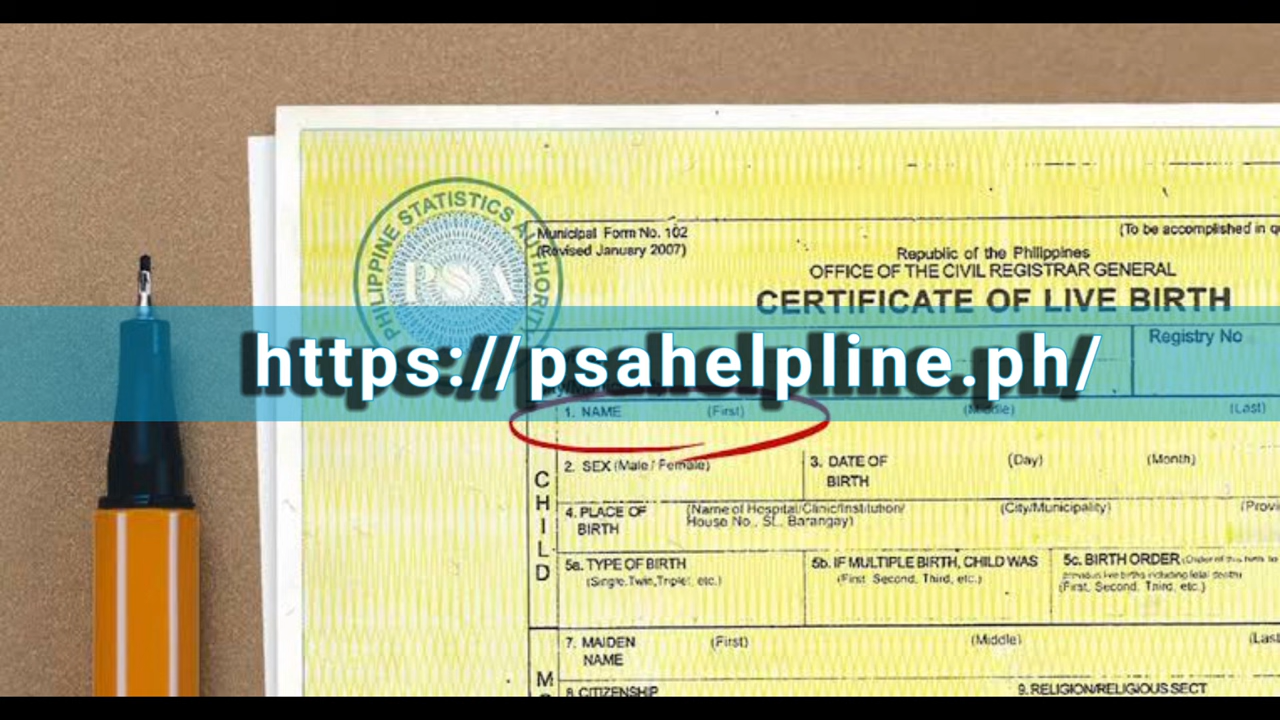 PHILIPPINE STATISTICS AUTHORITY
PSA
Municipal Form No. 102
(Revised January 2007)
(To be accomplished in
Republic of the Philippines
OFFICE OF THE CIVIL REGISTRAR GENERAL
CERTIFICATE OF LIVE BIRTH
Registry No
https://psahelpline.ph/
1. NAME (First) (Middle) (Last)
CHILD
2. SEX (Male / Female) 3. DATE OF BIRTH (Day) (Month)
4. PLACE OF BIRTH (Name of Hospital/Clinic/Institution/
House No., St., Barangay) (City/Municipality)
5a. TYPE OF BIRTH 5b. IF MULTIPLE BIRTH, CHILD WAS 5c. BIRTH ORDER
(Single, Twin, Triplet, etc.) (First, Second, Third, etc.) (First, Second, Third, etc.)
7. MAIDEN NAME (First) (Middle)
8. CITIZENSHIP 9. RELIGION/RELIGIOUS SECT